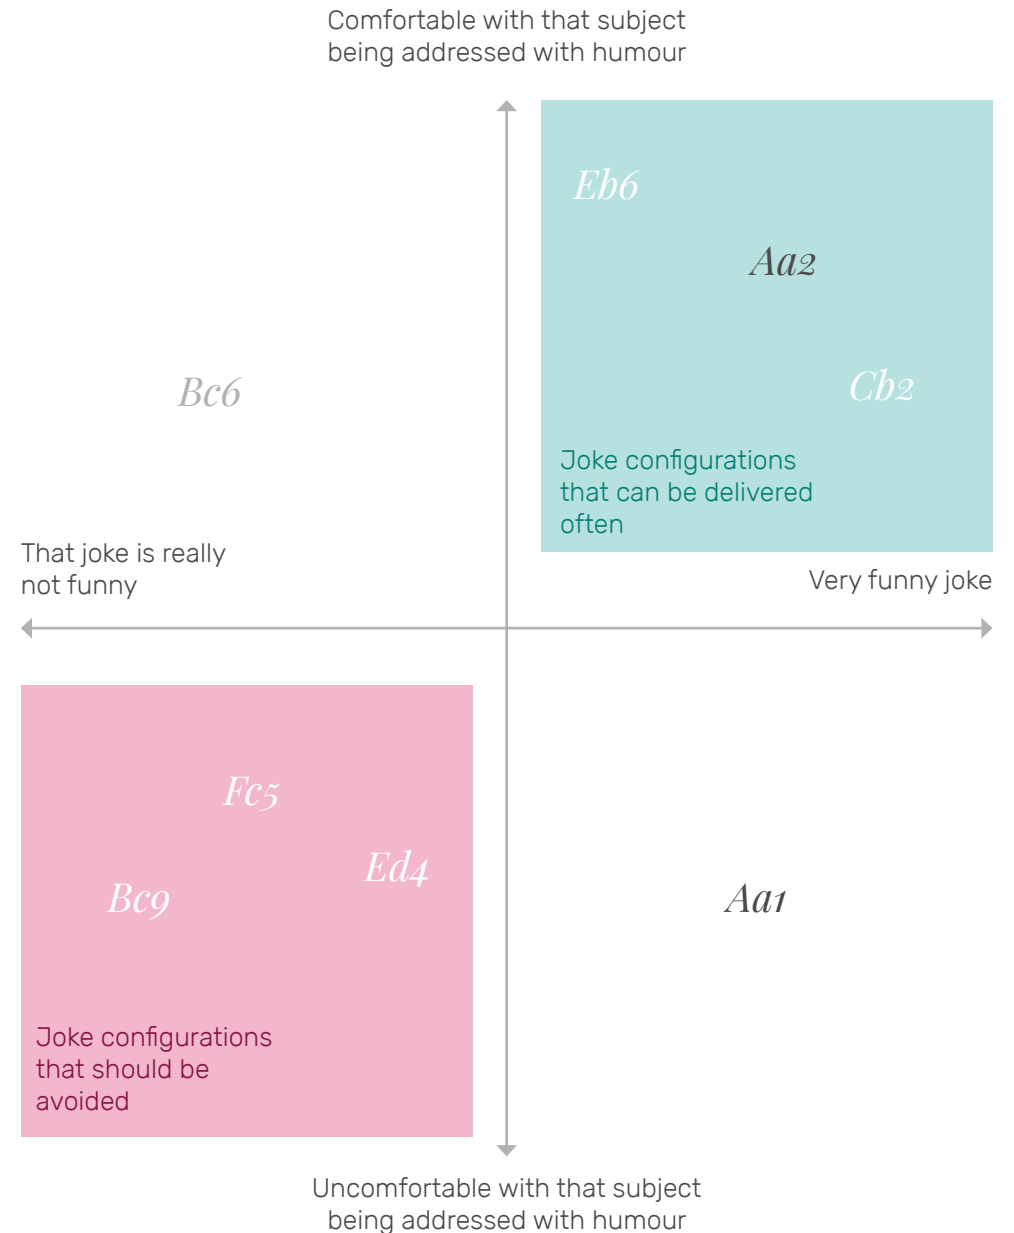 Comfortable with that subject
being addressed with humour
Eb6
Aa2
Bc6
Cb2
Joke configurations
that can be delivered
often
That joke is really
not funny
Very funny joke
Fc5
Ed4
Bc9
Aa1
Joke configurations
that should be
avoided
Uncomfortable with that subject
being addressed with humour